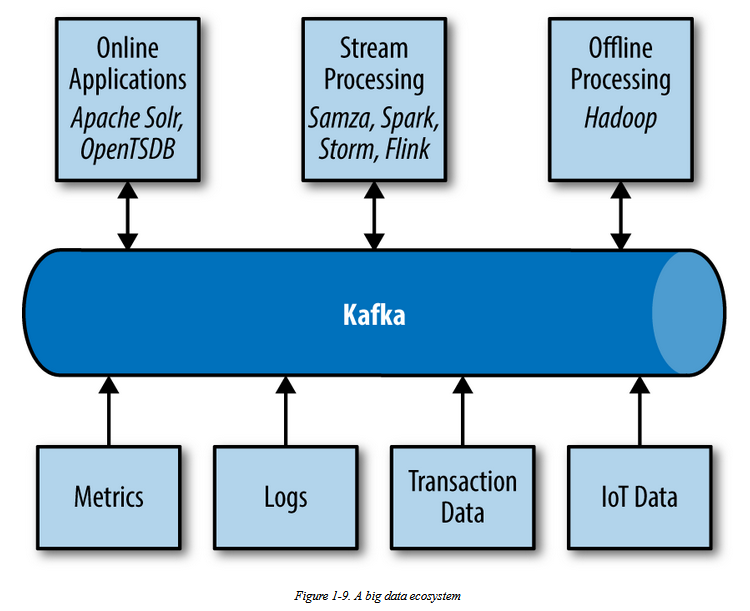 Online
Applications
Apache Solr,
OpenTSDB
Stream
Processing
Samza, Spark,
Storm, Flink
Offline
Processing
Hadoop
Kafka
Metrics
Logs
Transaction
Data
IoT Data
Figure 1-9. A big data ecosystem